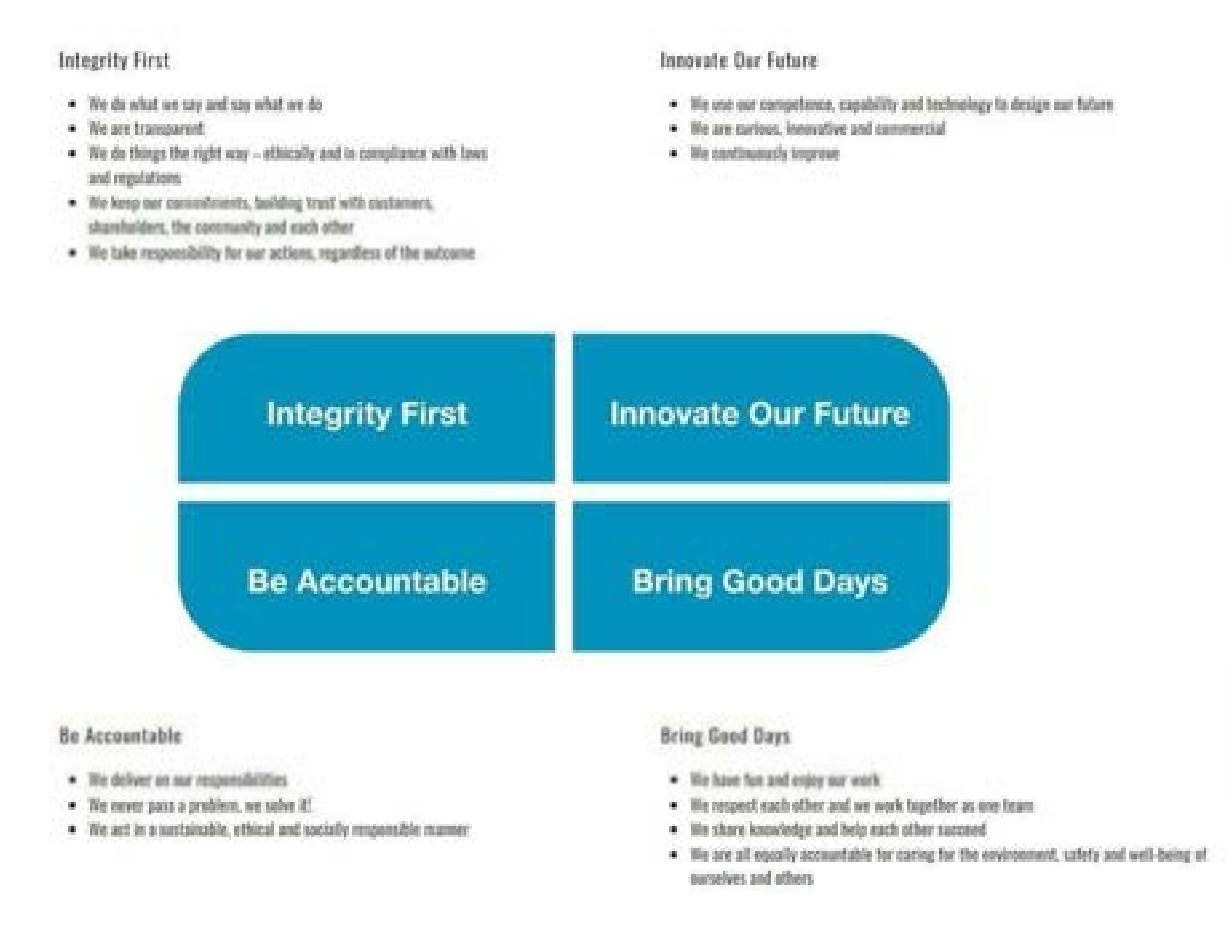 Integrity First
• We do what we say and say what we do
• We are transparent
• We do things the right way – ethically and in compliance with laws
and regulations
• We keep our commitments, building trust with customers,
shareholders, the community and each other
• We take responsibility for our actions, regardless of the outcome
Innovate Our Future
• We use our competence, capability and technology to design our future
• We are curious, innovative and commercial
• We continuously improve
Integrity First
Innovate Our Future
Be Accountable
Bring Good Days
Be Accountable
• We deliver on our responsibilities
• We never pass a problem, we solve it!
• We act in a sustainable, ethical and socially responsible manner
Bring Good Days
• We have fun and enjoy our work
• We respect each other and we work together as one team
• We share knowledge and help each other succeed
• We are all equally accountable for caring for the environment, safety and well-being of
ourselves and others